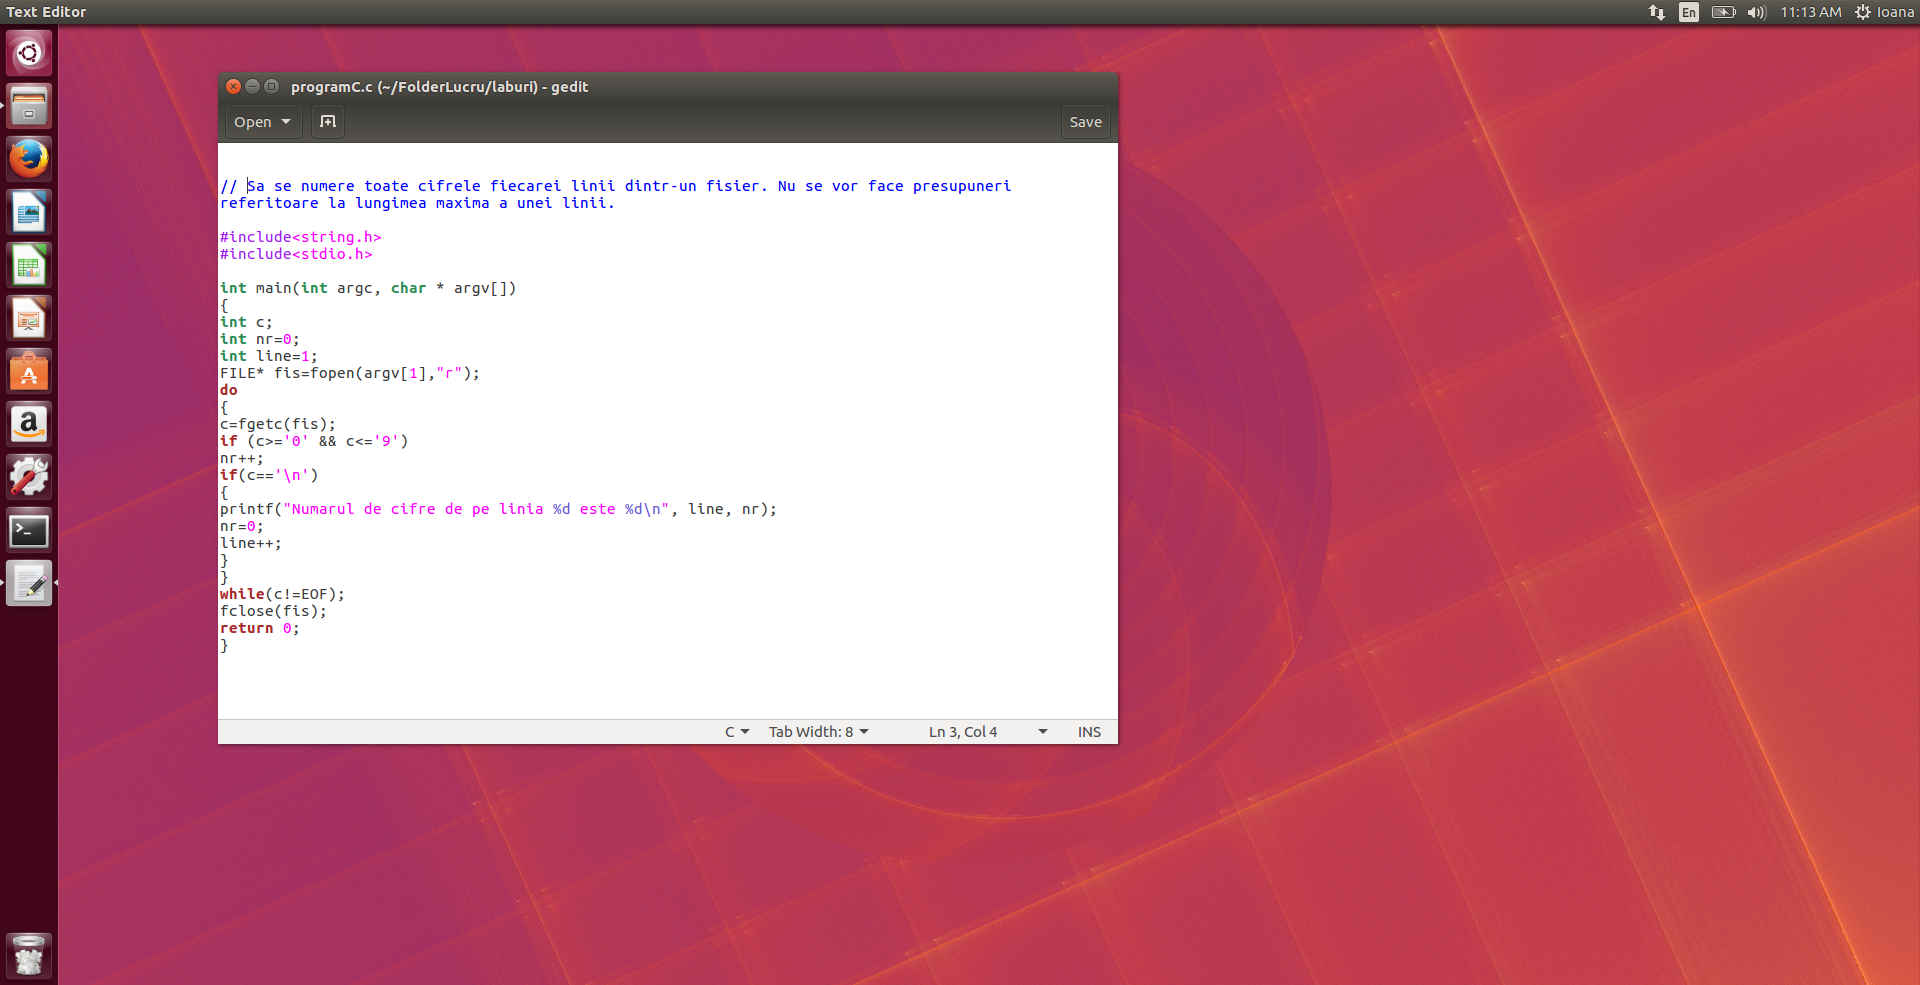 Text Editor
En
11:13 AM
Ioana
programC.c (~/FolderLucru/laburi) - gedit
Open
Save
// Sa se numere toate cifrele fiecarei linii dintr-un fisier. Nu se vor face presupuneri
referitoare la lungimea maxima a unei linii.
#include<string.h>
#include<stdio.h>
int main(int argc, char * argv[])
{
int c;
int nr=0;
int line=1;
FILE* fis=fopen(argv[1],"r");
do
{
c=fgetc(fis);
if (c>='0' && c<='9')
nr++;
if(c=='\n')
{
printf("Numarul de cifre de pe linia %d este %d\n", line, nr);
nr=0;
line++;
}
}
while(c!=EOF);
fclose(fis);
return 0;
}
C
Tab Width: 8
Ln 3, Col 4
INS